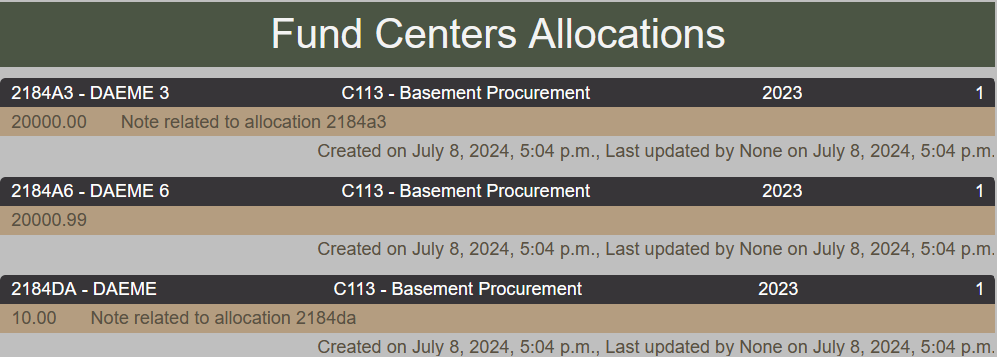 Fund Centers Allocations
2184A3 - DAEME 3 C113 - Basement Procurement 2023 1
20000.00 Note related to allocation 2184a3
Created on July 8, 2024, 5:04 p.m., Last updated by None on July 8, 2024, 5:04 p.m.
2184A6 - DAEME 6 C113 - Basement Procurement 2023 1
20000.99
Created on July 8, 2024, 5:04 p.m., Last updated by None on July 8, 2024, 5:04 p.m.
2184DA - DAEME C113 - Basement Procurement 2023 1
10.00 Note related to allocation 2184da
Created on July 8, 2024, 5:04 p.m., Last updated by None on July 8, 2024, 5:04 p.m.